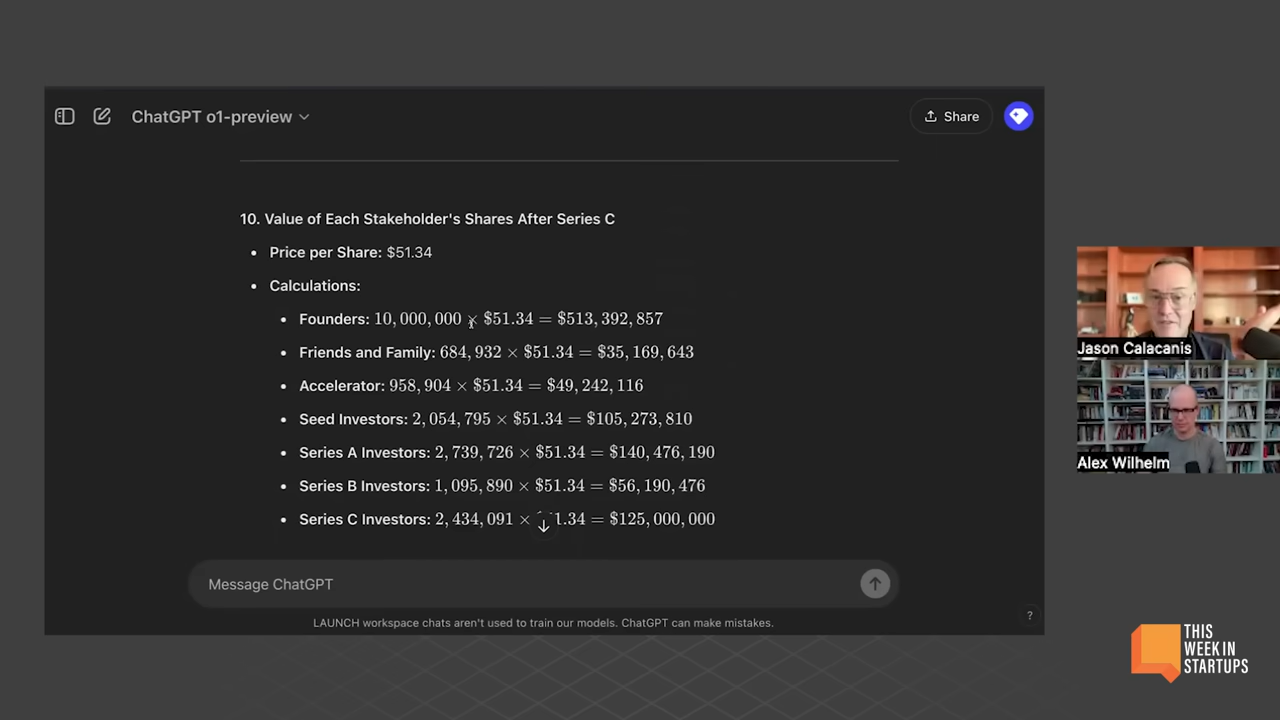 ChatGPT o1-preview
Share
10. Value of Each Stakeholder's Shares After Series C
• Price per Share: $51.34
• Calculations:
• Founders: 10,000,000 × $51.34 = $513,392,857
• Friends and Family: 684,932 × $51.34 = $35,169,643
• Accelerator: 958,904 × $51.34 = $49,242,116
• Seed Investors: 2,054,795 × $51.34 = $105,273,810
• Series A Investors: 2,739,726 × $51.34 = $140,476,190
• Series B Investors: 1,095,890 × $51.34 = $56,190,476
• Series C Investors: 2,434,091 × 1.34 = $125,000,000
Message ChatGPT
LAUNCH workspace chats aren't used to train our models. ChatGPT can make mistakes.
?
Jason Calacanis
Alex Wilhelm
THIS
WEEK IN
STARTUPS